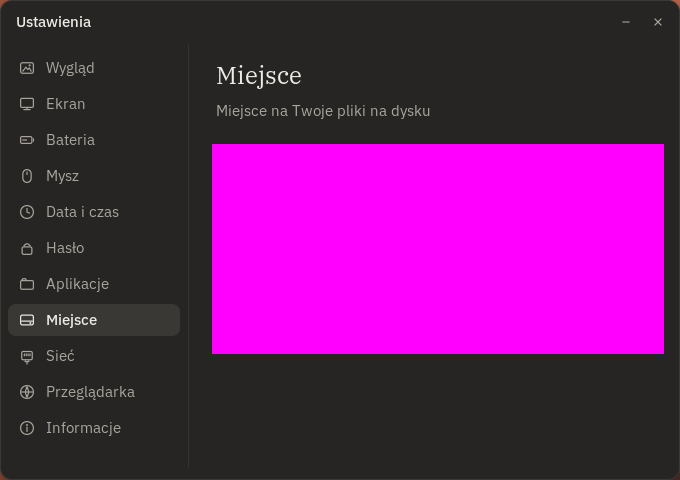 Ustawienia
Wygląd
Ekran
Bateria
Mysz
Data i czas
Hasło
Aplikacje
Miejsce
Sieć
Przeglądarka
Informacje
Miejsce
Miejsce na Twoje pliki na dysku